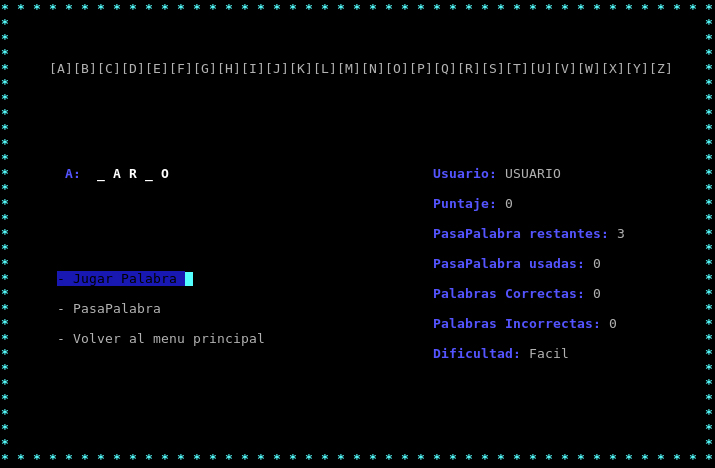 [A][B][C][D][E][F][G][H][I][J][K][L][M][N][O][P][Q][R][S][T][U][V][W][X][Y][Z]
A: _ A R _ O
Usuario: USUARIO
Puntaje: 0
PasaPalabra restantes: 3
PasaPalabra usadas: 0
- Jugar Palabra
Palabras Correctas: 0
- PasaPalabra
Palabras Incorrectas: 0
- Volver al menu principal
Dificultad: Facil